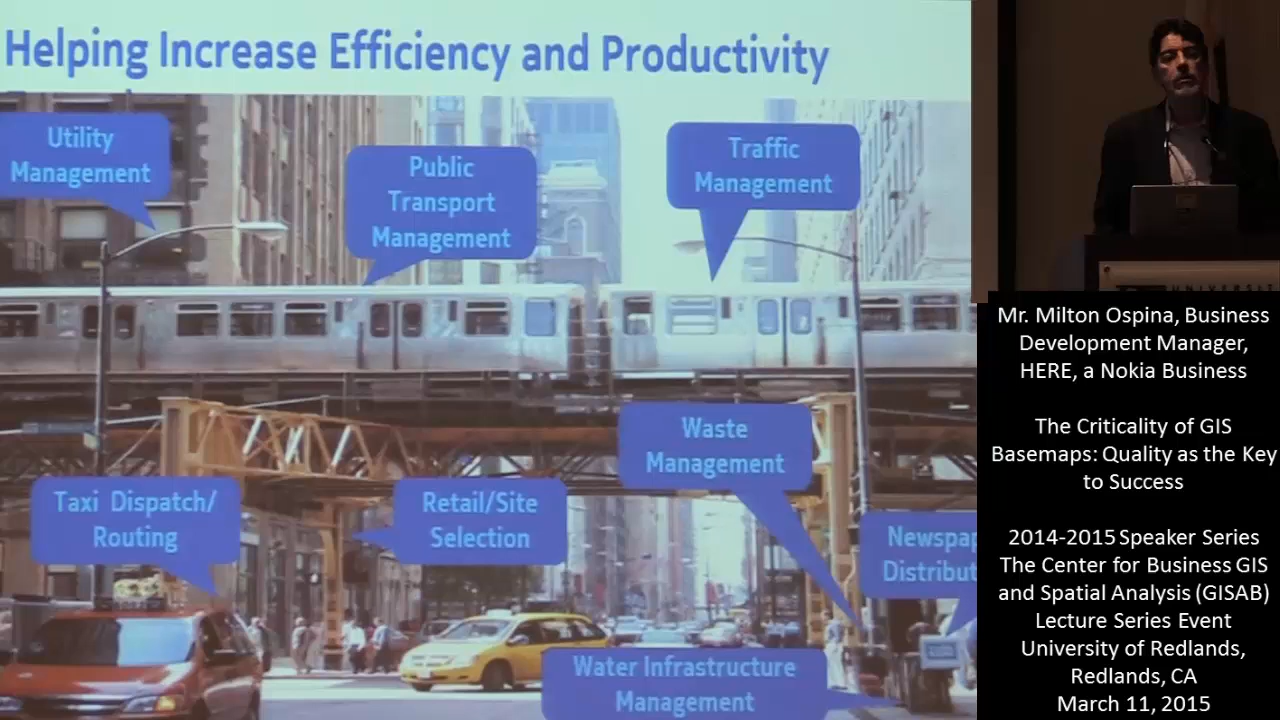 Helping Increase Efficiency and Productivity
Utility
Management
Public
Transport
Management
Traffic
Management
Waste
Management
Taxi Dispatch/
Routing
Retail/Site
Selection
Newspap
Distribut
Water Infrastructure
Management
UNIVERSIT
Mr. Milton Ospina, Business
Development Manager,
HERE, a Nokia Business
The Criticality of GIS
Basemaps: Quality as the Key
to Success
2014-2015 Speaker Series
The Center for Business GIS
and Spatial Analysis (GISAB)
Lecture Series Event
University of Redlands,
Redlands, CA
March 11, 2015